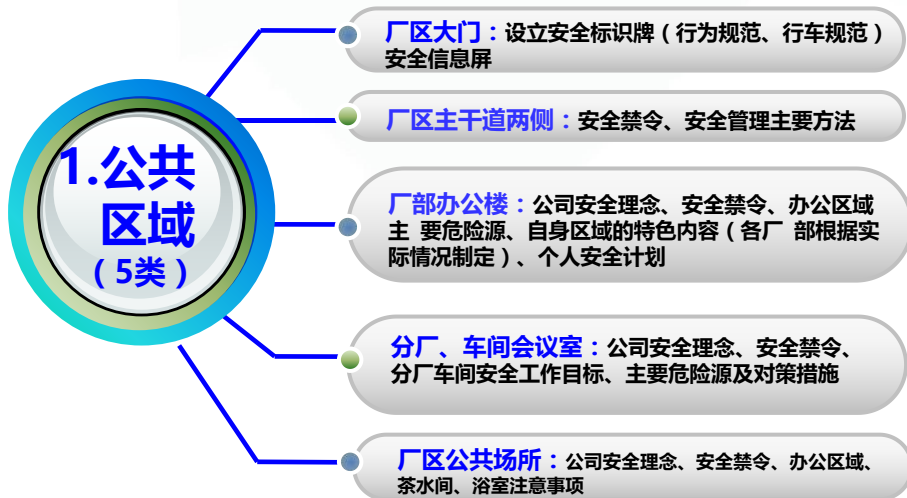 1.公共
区域
（5类）
厂区大门：设立安全标识牌（行为规范、行车规范）
安全信息屏
厂区主干道两侧：安全禁令、安全管理主要方法
厂部办公楼：公司安全理念、安全禁令、办公区域
主 要危险源、自身区域的特色内容（各厂 部根据实
际情况制定）、个人安全计划
分厂、车间会议室：公司安全理念、安全禁令、
分厂车间安全工作目标、主要危险源及对策措施
厂区公共场所：公司安全理念、安全禁令、办公区域、
茶水间、浴室注意事项